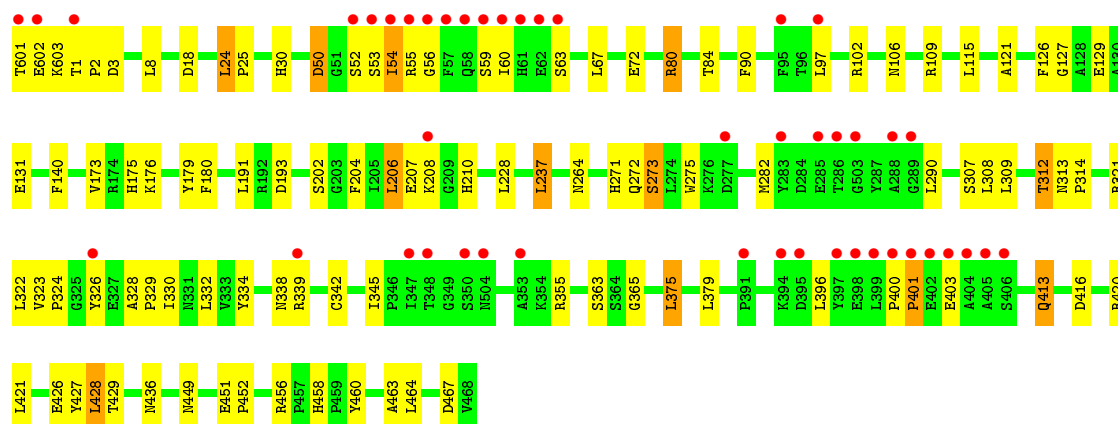 T601 E602 K603 T1 P2 D3 L8 D18 L24 P25 H30 D50 G51 S52 S53 I54 R55 G56 F57 Q58 S59 I60 H61 E62 S63 L67 E72 R80 T84 F90 F95 T96 L97 R102 N106 R109 L115 A121 F126 G127 A128 E129 A130
E131 F140 V173 R174 H175 K176 Y179 F180 L191 R192 D193 S202 G203 F204 I205 L206 E207 K208 G209 H210 L228 L237 N264 H271 Q272 S273 L274 W275 K276 D277 M282 Y283 D284 E285 T286 G503 Y287 A288 G289 L290 S307 L308 L309 T312 N313 P314
L322 V323 P324 G325 Y326 E327 A328 P329 I330 N331 L332 V333 Y334 N338 R339 C342 I345 P346 I347 T348 G349 S350 N504 A353 K354 R355 S363 S364 G365 L375 L379 P391 K394 D395 L396 Y397 E398 L399 P400 P401 E402 E403 A404 A405 S406 Q413 D416
L421 E426 Y427 L428 T429 N436 N449 E451 P452 R456 P457 H458 P459 Y460 A463 L464 D467 V468